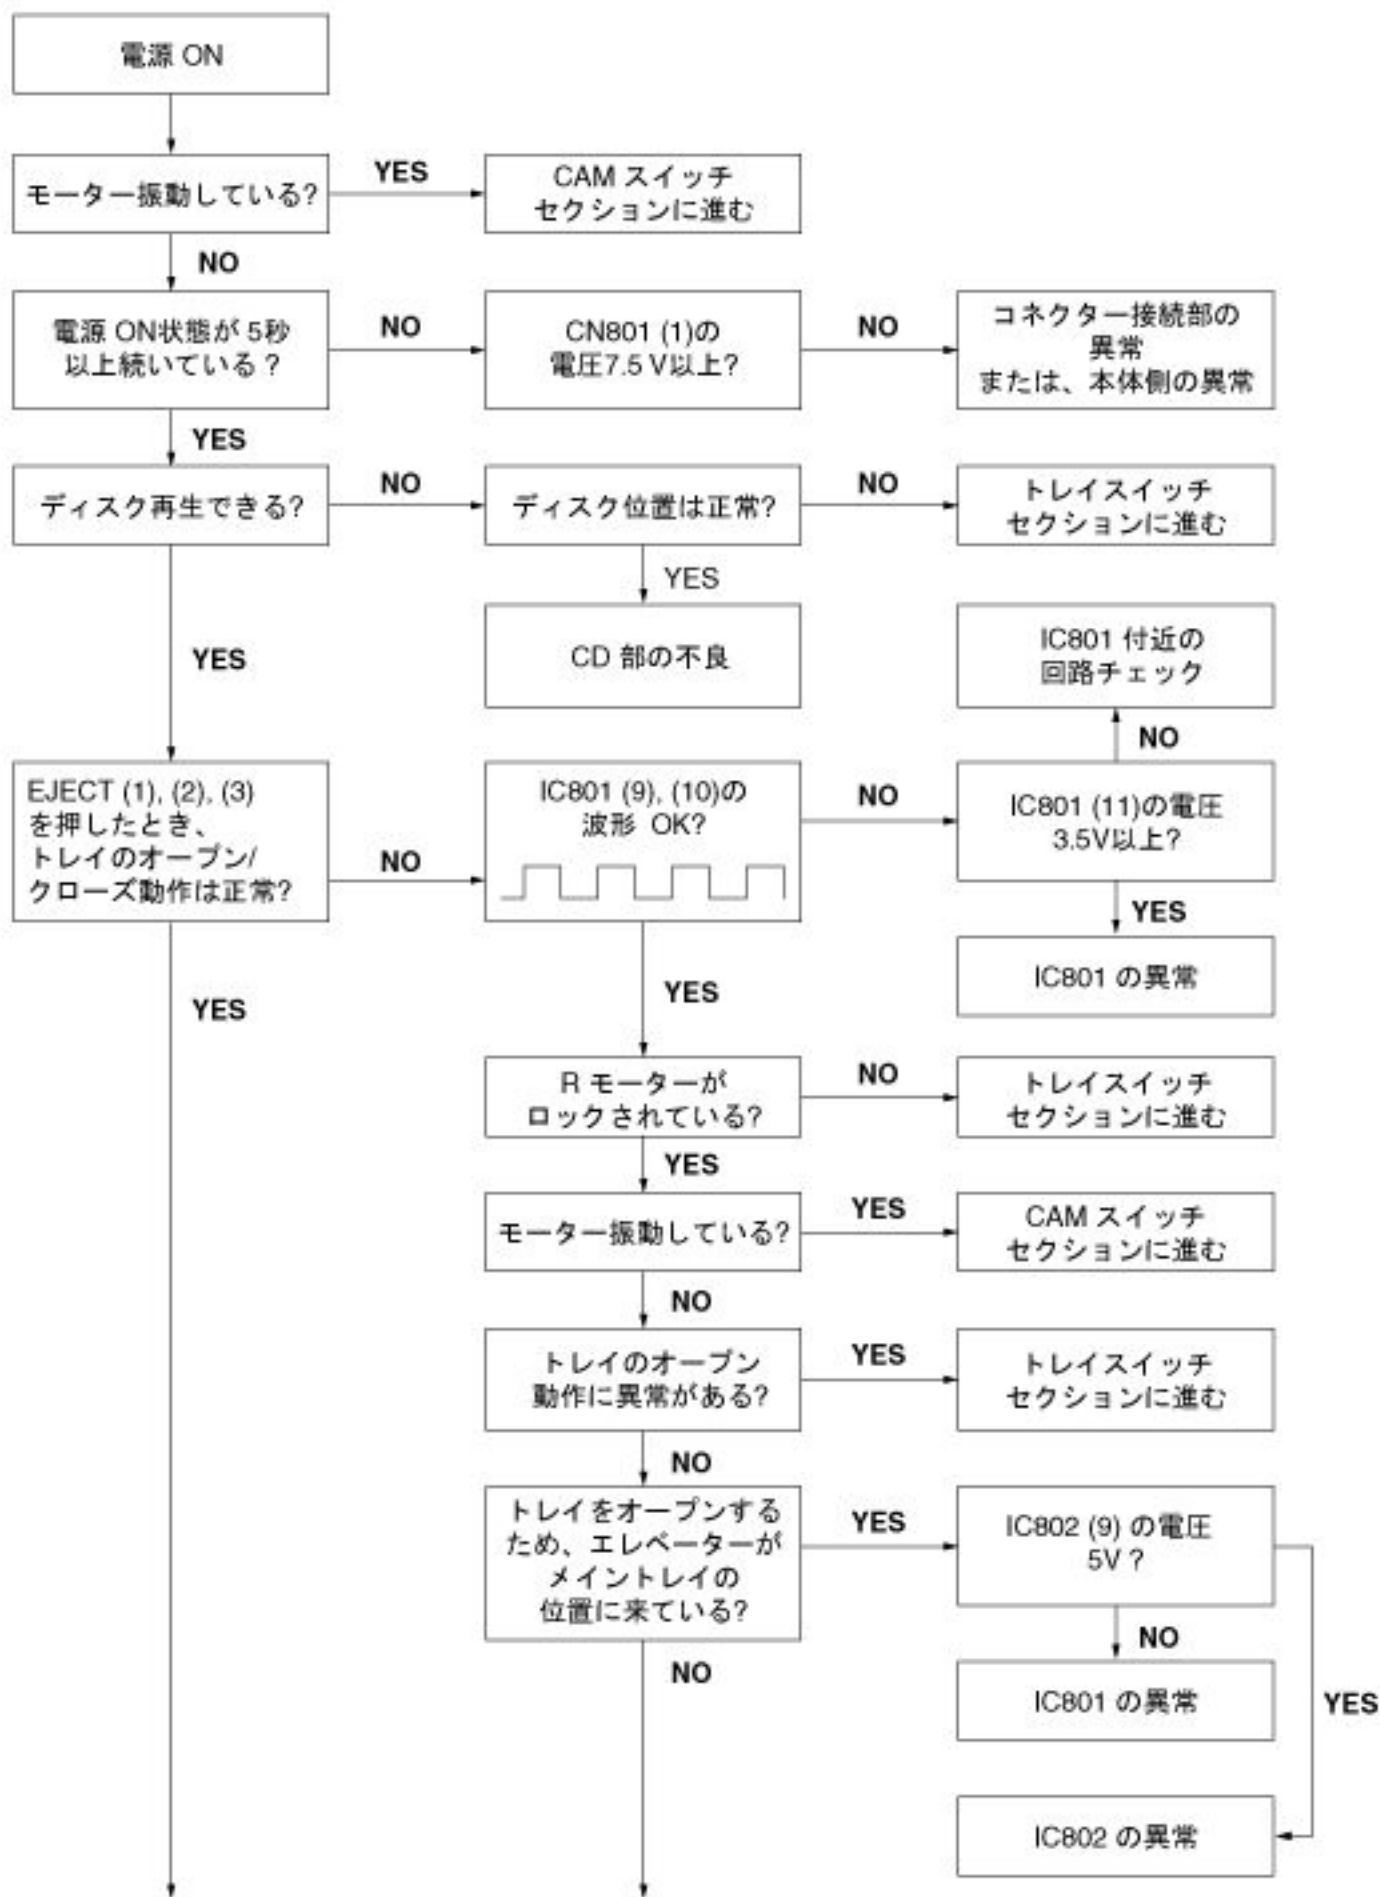 電源 ON
モーター振動している?
YES
CAM スイッチ
セクションに進む
NO
電源 ON状態が 5秒
以上続いている ?
NO
CN801 (1)の
電圧7.5 V以上?
NO
コネクター接続部の
異常
または、本体側の異常
YES
ディスク再生できる?
NO
ディスク位置は正常?
NO
トレイスイッチ
セクションに進む
YES
CD 部の不良
YES
IC801 付近の
回路チェック
NO
EJECT (1), (2), (3)
を押したとき、
トレイのオープン/
クローズ動作は正常?
NO
IC801 (9), (10)の
波形 OK?
NO
IC801 (11)の電圧
3.5V以上?
YES
IC801 の異常
YES
YES
R モーターが
ロックされている?
NO
トレイスイッチ
セクションに進む
YES
モーター振動している?
YES
CAM スイッチ
セクションに進む
NO
トレイのオープン
動作に異常がある?
YES
トレイスイッチ
セクションに進む
NO
トレイをオープンする
ため、エレベーターが
メイントレイの
位置に来ている?
YES
IC802 (9) の電圧
5V ?
NO
IC801 の異常
YES
IC802 の異常
NO